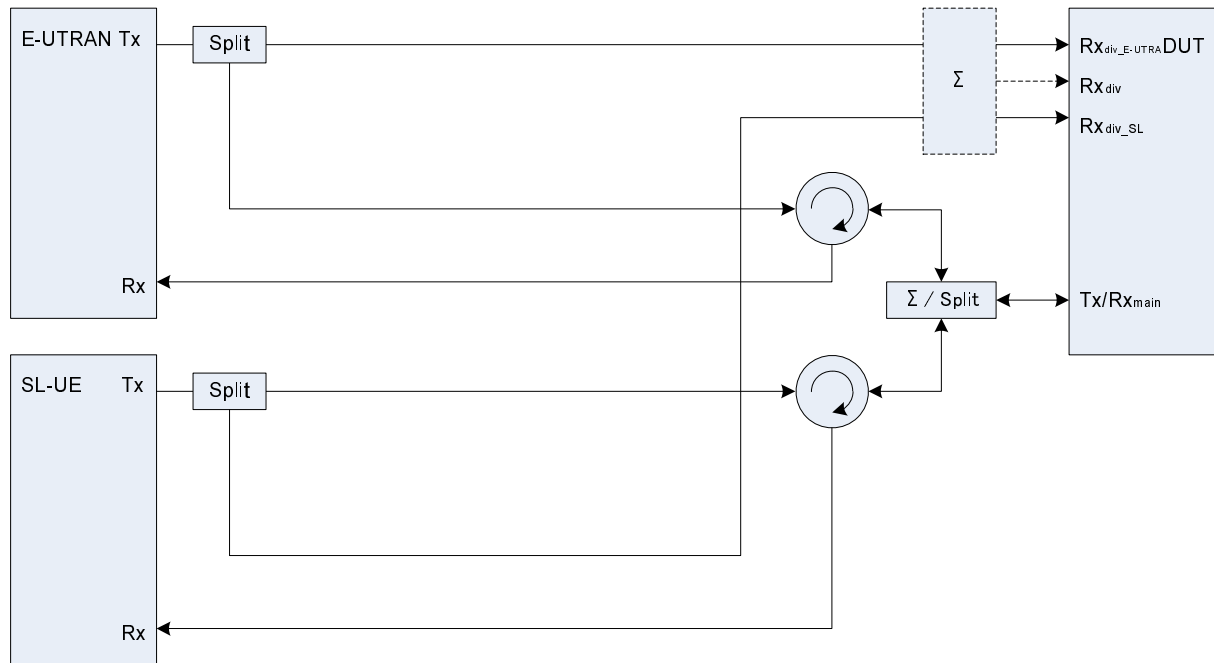 E-UTRAN Tx
Split
Σ
Rxdiv_E-UTRA DUT
Rxdiv
Rxdiv_SL
Rx
Σ / Split
Tx/Rxmain
SL-UE Tx
Split
Rx